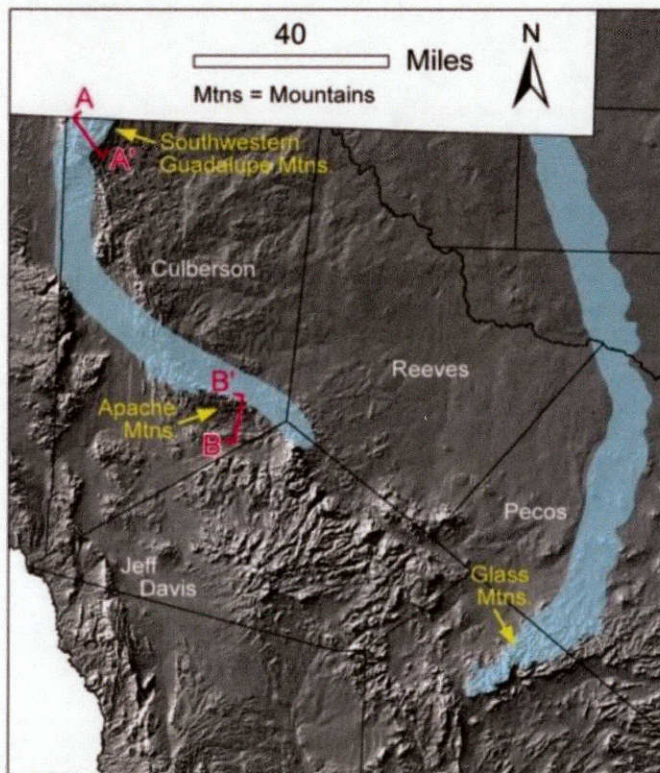 40
Miles
N
Mtns = Mountains
A
A'
Southwestern
Guadalupe Mtns.
Culberson
Reeves
B'
Apache
Mtns.
B
Pecos
Jeff
Davis
Glass
Mtns.